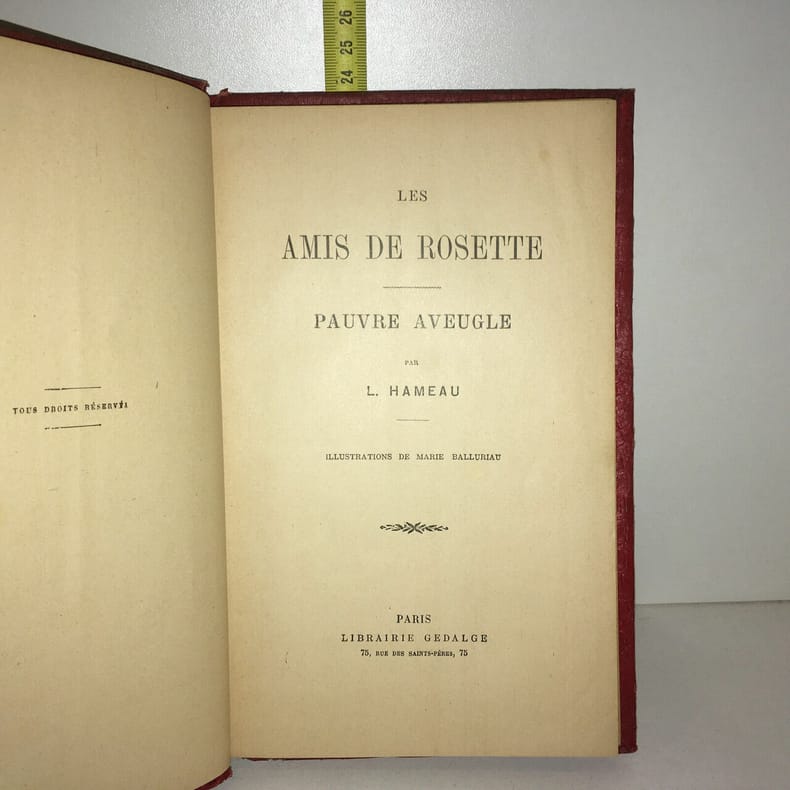 24 25 26
TOUS DROITS RÉSERVÉS
LES
AMIS DE ROSETTE
PAUVRE AVEUGLE
PAR
L. HAMEAU
ILLUSTRATIONS DE MARIE BALLURIAU
PARIS
LIBRAIRIE GEDALGE
75, RUE DES SAINTS-PÈRES, 75